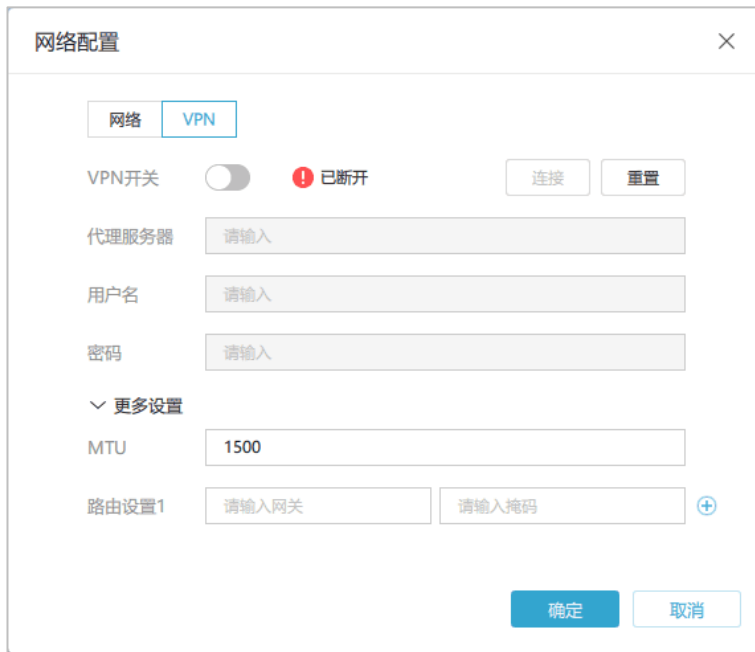 网络配置
网络 VPN
VPN开关 已断开 连接 重置
代理服务器 请输入
用户名 请输入
密码 请输入
更多设置
MTU 1500
路由设置1 请输入网关 请输入掩码
确定 取消